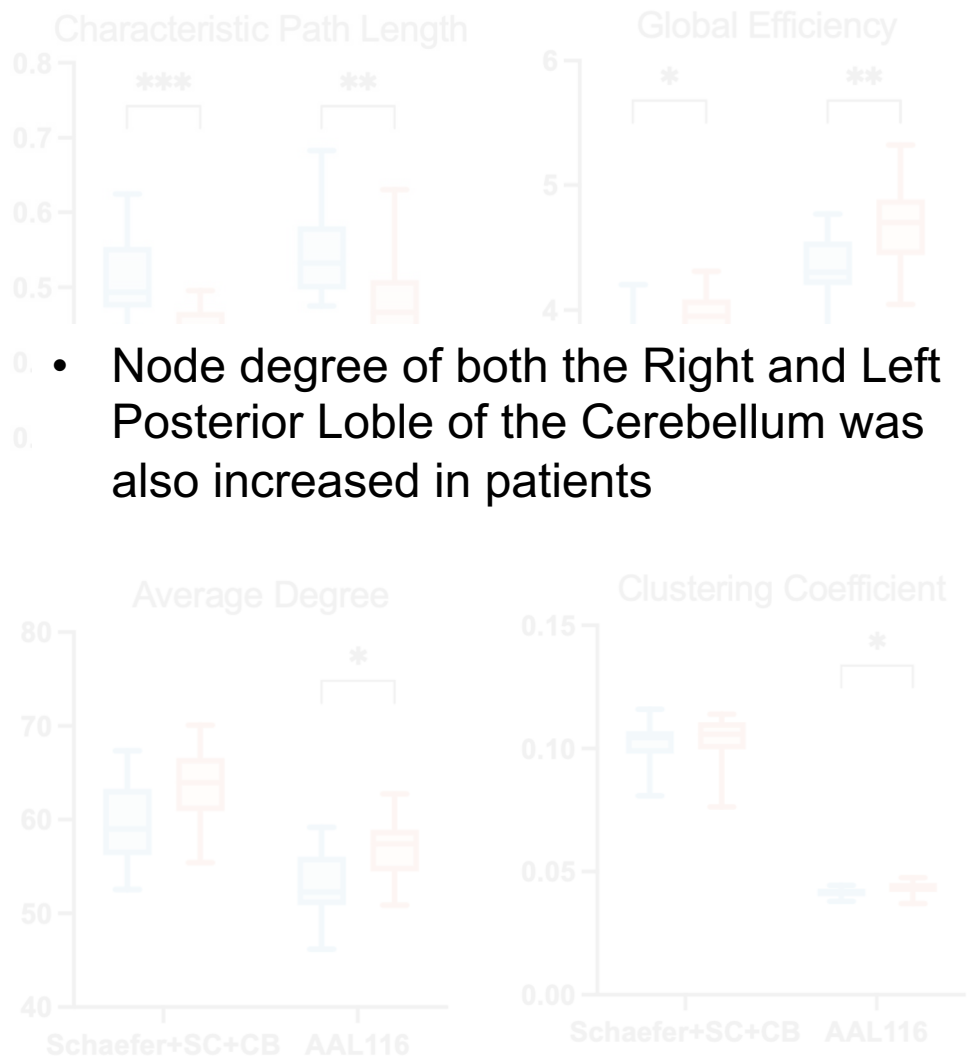 Characteristic Path Length
Global Efficiency
0.8
***
**
0.7
0.6
0.5
0.
0.
6
*
**
5
4
• Node degree of both the Right and Left
Posterior Loble of the Cerebellum was
also increased in patients
Average Degree
Clustering Coefficient
80
*
70
60
50
40
Schaefer+SC+CB AAL116
0.15
*
0.10
0.05
0.00
Schaefer+SC+CB AAL116